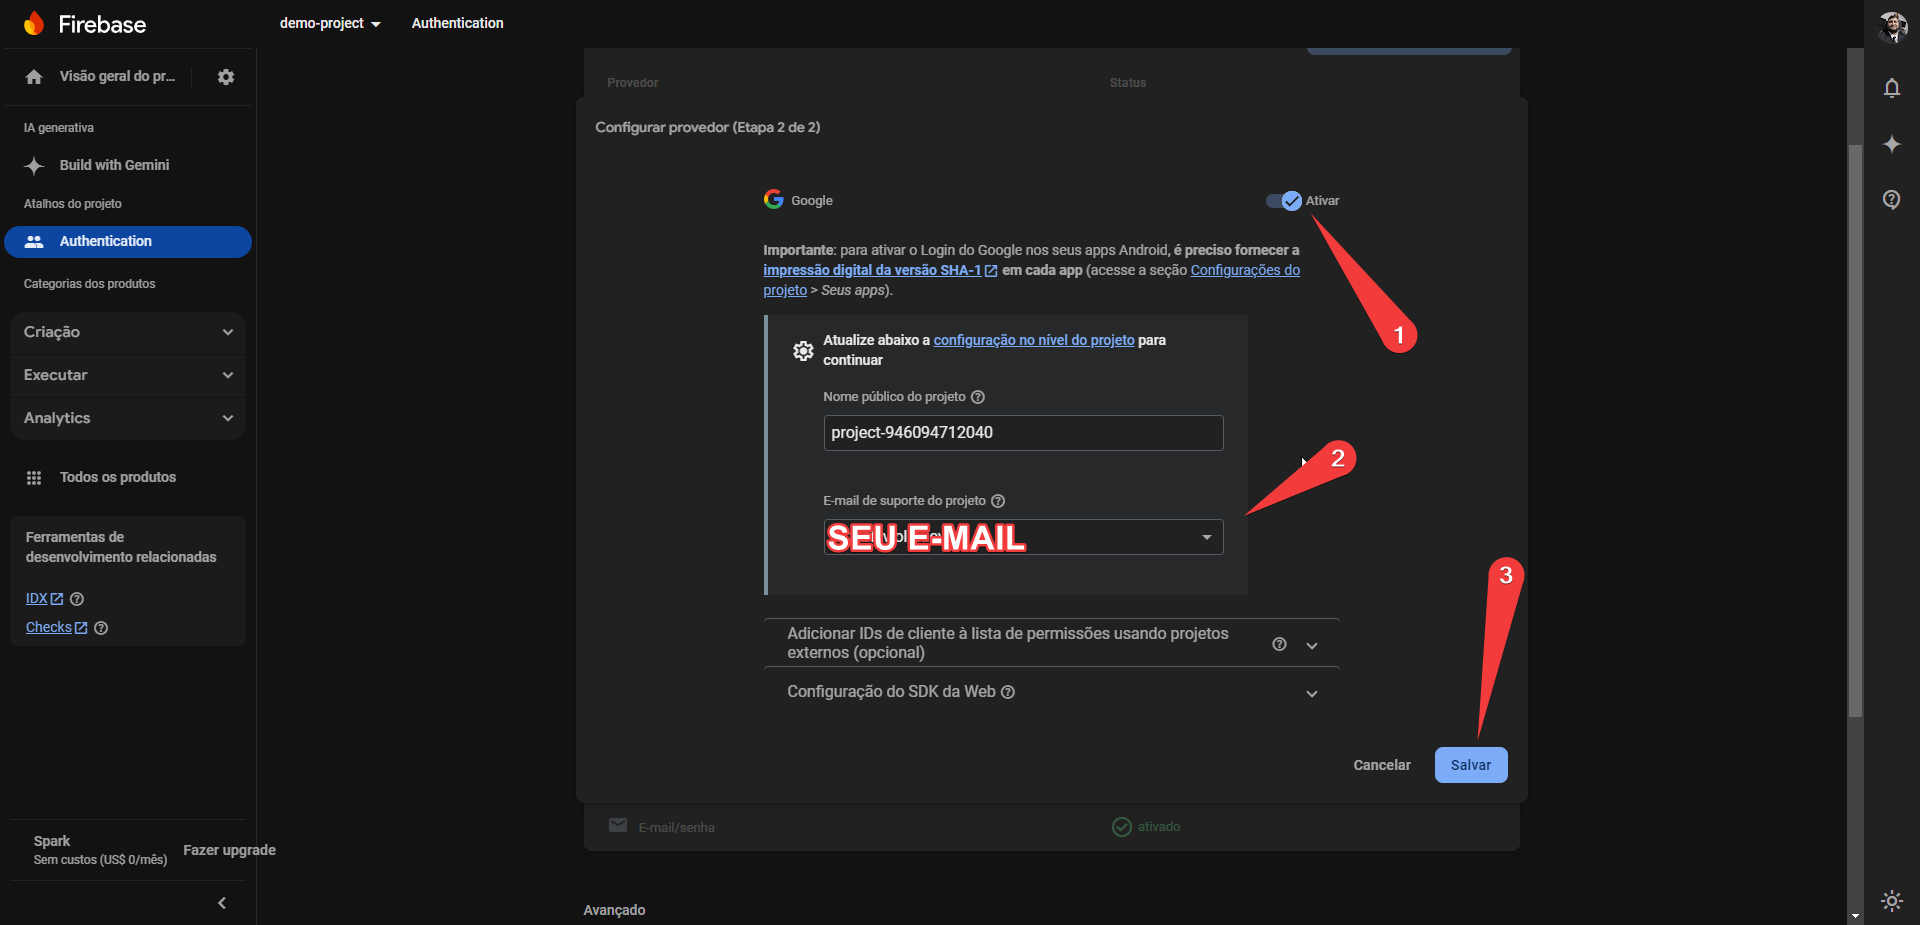 Firebase
demo-project
Authentication
Visão geral do pr...
IA generativa
Build with Gemini
Atalhos do projeto
Authentication
Categorias dos produtos
Criação
Executar
Analytics
Todos os produtos
Ferramentas de
desenvolvimento relacionadas
IDX
Checks
Spark
Sem custos (US$ 0/mês)
Fazer upgrade
Provedor
Status
Configurar provedor (Etapa 2 de 2)
Google
Ativar
Importante: para ativar o Login do Google nos seus apps Android, é preciso fornecer a
impressão digital da versão SHA-1 em cada app (acesse a seção Configurações do
projeto > Seus apps).
1
Atualize abaixo a configuração no nível do projeto para
continuar
Nome público do projeto
project-946094712040
2
E-mail de suporte do projeto
SEU E-MAIL
3
Adicionar IDs de cliente à lista de permissões usando projetos
externos (opcional)
Configuração do SDK da Web
Cancelar
Salvar
E-mail/senha
ativado
Avançado